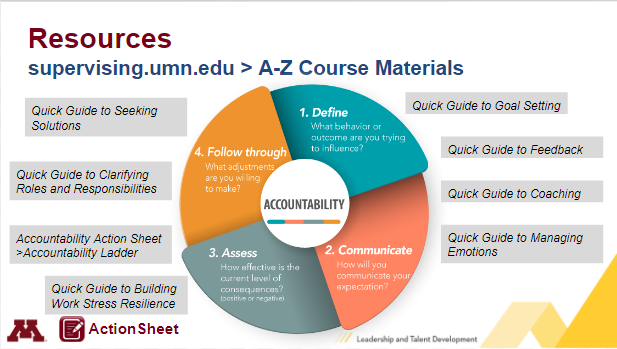 Resources
supervising.umn.edu > A-Z Course Materials
Quick Guide to Seeking
Solutions
Quick Guide to Clarifying
Roles and Responsibilities
Accountability Action Sheet
>Accountability Ladder
Quick Guide to Building
Work Stress Resilience
1. Define
What behavior or
outcome are you trying
to influence?
2. Communicate
How will you
communicate your
expectation?
3. Assess
How effective is the
current level of
consequences?
(positive or negative)
4. Follow through
What adjustments
are you willing
to make?
ACCOUNTABILITY
Quick Guide to Goal Setting
Quick Guide to Feedback
Quick Guide to Coaching
Quick Guide to Managing
Emotions
M
ActionSheet
Leadership and Talent Development